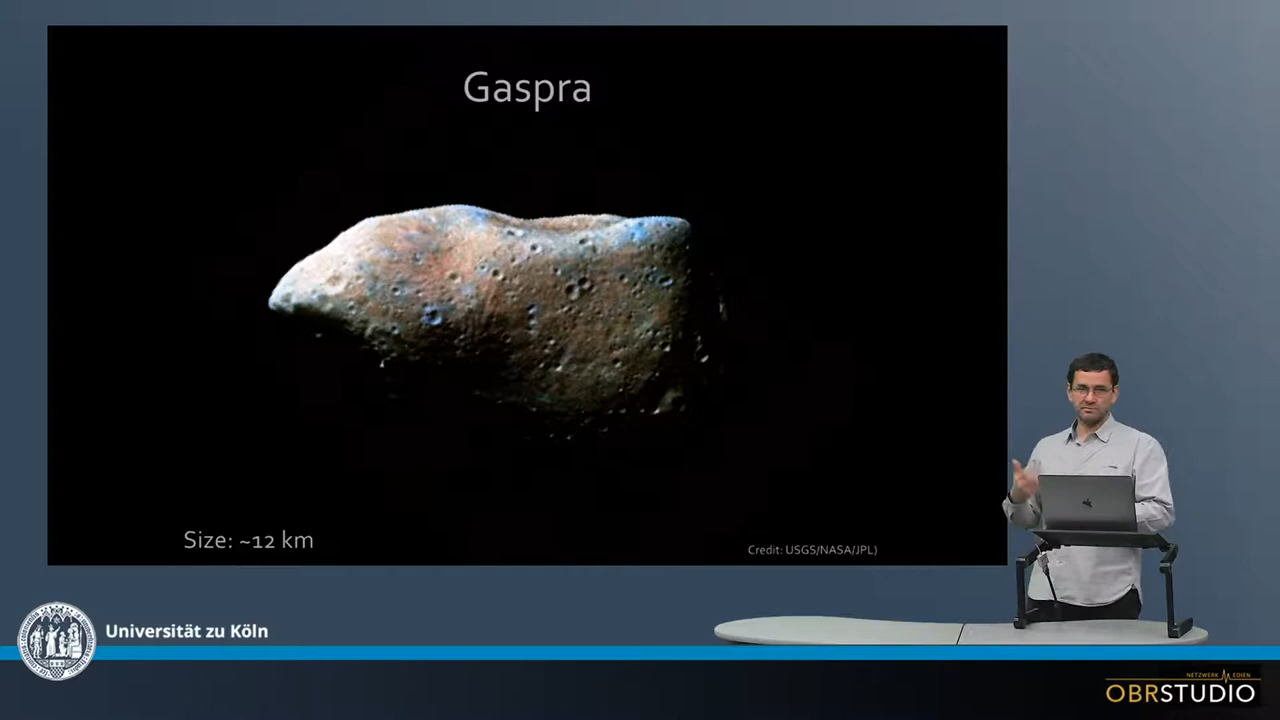 Gaspra
Size: ~12 km
Credit: USGS/NASA/JPL)
Universität zu Köln
NETZWERK MEDIEN
OBRSTUDIO